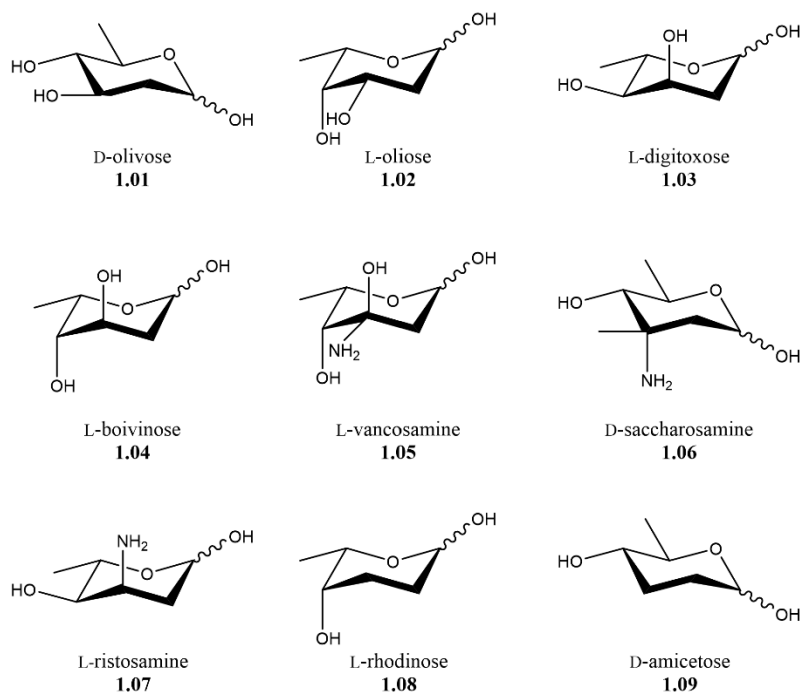 HO
O
HO
OH
D-olivose
1.01
OH
O
HO
OH
L-oliose
1.02
OH
OH
O
HO
L-digitoxose
1.03
OH
OH
O
OH
L-boivinose
1.04
OH
OH
O
NH2
OH
L-vancosamine
1.05
O
HO
OH
NH2
D-saccharosamine
1.06
NH2
OH
O
HO
L-ristosamine
1.07
OH
O
OH
L-rhodinose
1.08
O
HO
OH
D-amicetose
1.09